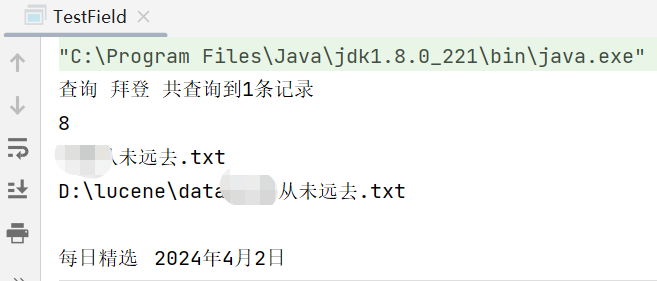 TestField
"C:\Program Files\Java\jdk1.8.0_221\bin\java.exe"
查询 拜登 共查询到1条记录
8
从未远去.txt
D:\lucene\data 从未远去.txt
每日精选 2024年4月2日